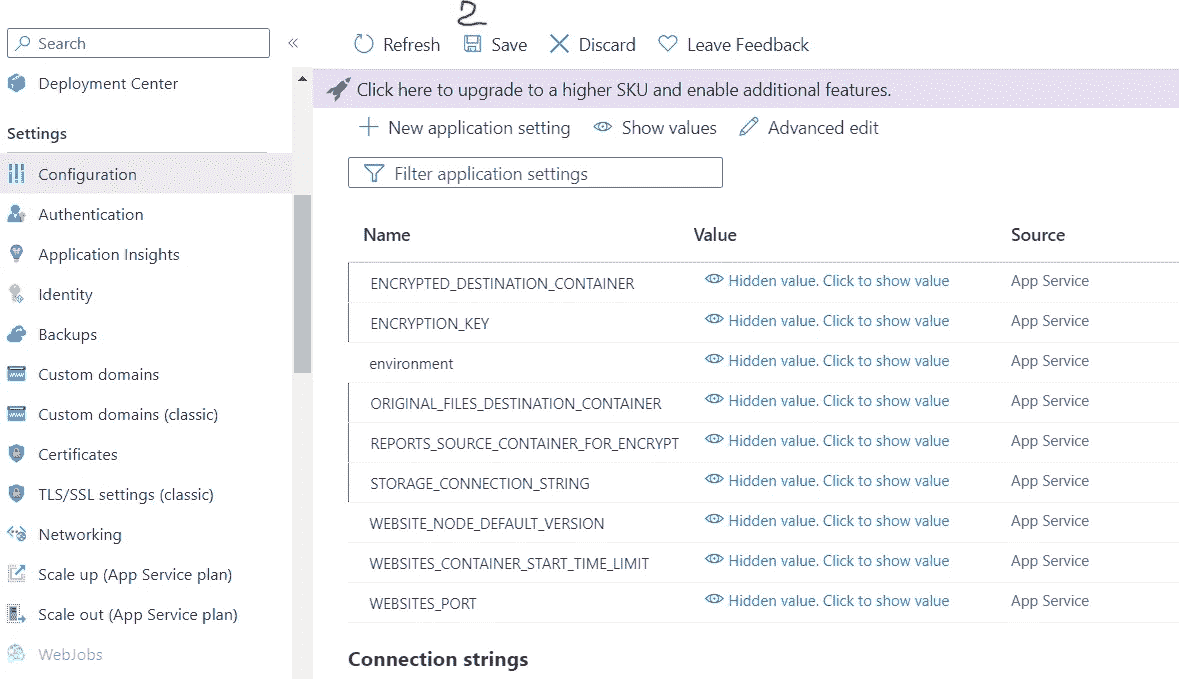 2
Search
«
Refresh Save Discard Leave Feedback
Deployment Center
Settings
Configuration
Authentication
Application Insights
Identity
Backups
Custom domains
Custom domains (classic)
Certificates
TLS/SSL settings (classic)
Networking
Scale up (App Service plan)
Scale out (App Service plan)
WebJobs
Click here to upgrade to a higher SKU and enable additional features.
New application setting Show values Advanced edit
Filter application settings
Name Value Source
ENCRYPTED_DESTINATION_CONTAINER Hidden value. Click to show value App Service
ENCRYPTION_KEY Hidden value. Click to show value App Service
environment Hidden value. Click to show value App Service
ORIGINAL_FILES_DESTINATION_CONTAINER Hidden value. Click to show value App Service
REPORTS_SOURCE_CONTAINER_FOR_ENCRYPT Hidden value. Click to show value App Service
STORAGE_CONNECTION_STRING Hidden value. Click to show value App Service
WEBSITE_NODE_DEFAULT_VERSION Hidden value. Click to show value App Service
WEBSITES_CONTAINER_START_TIME_LIMIT Hidden value. Click to show value App Service
WEBSITES_PORT Hidden value. Click to show value App Service
Connection strings